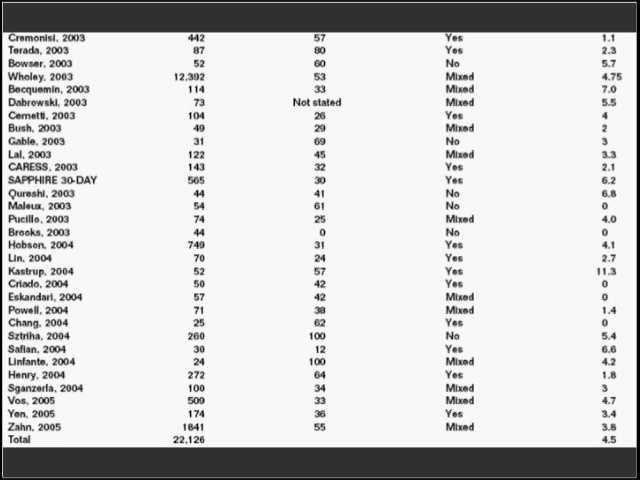 Cremonisi, 2003 442 57 Yes 1.1
Terada, 2003 87 80 Yes 2.3
Bowser, 2003 52 60 No 5.7
Wholey, 2003 12,392 53 Mixed 4.75
Becquemin, 2003 114 33 Mixed 7.0
Dabrowski, 2003 73 Not stated Mixed 5.5
Cernetti, 2003 104 26 Yes 4
Bush, 2003 49 29 Mixed 2
Gable, 2003 31 69 No 3
Lal, 2003 122 45 Mixed 3.3
CARESS, 2003 143 32 Yes 2.1
SAPPHIRE 30-DAY 565 30 Yes 6.2
Qureshi, 2003 44 41 No 6.8
Maleux, 2003 54 61 No 0
Pucillo, 2003 74 25 Mixed 4.0
Brooks, 2003 44 0 No 0
Hobson, 2004 749 31 Yes 4.1
Lin, 2004 70 24 Yes 2.7
Kastrup, 2004 52 57 Yes 11.3
Criado, 2004 50 42 Yes 0
Eskandari, 2004 57 42 Mixed 0
Powell, 2004 71 38 Mixed 1.4
Chang, 2004 25 62 Yes 0
Sztriha, 2004 260 100 No 5.4
Safian, 2004 30 12 Yes 6.6
Linfante, 2004 24 100 Mixed 4.2
Henry, 2004 272 64 Yes 1.8
Sganzerla, 2004 100 34 Mixed 3
Vos, 2005 509 33 Mixed 4.7
Yen, 2005 174 36 Yes 3.4
Zahn, 2005 1841 55 Mixed 3.8
Total 22,126 4.5